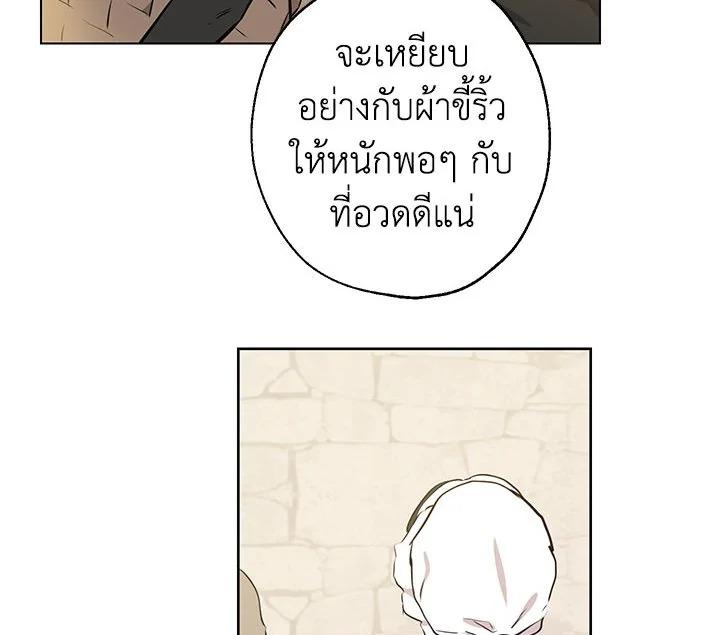 จะเหยียบ
อย่างกับผ้าขี้ริ้ว
ให้หนักพอๆ กับ
ที่อวดดีแน่